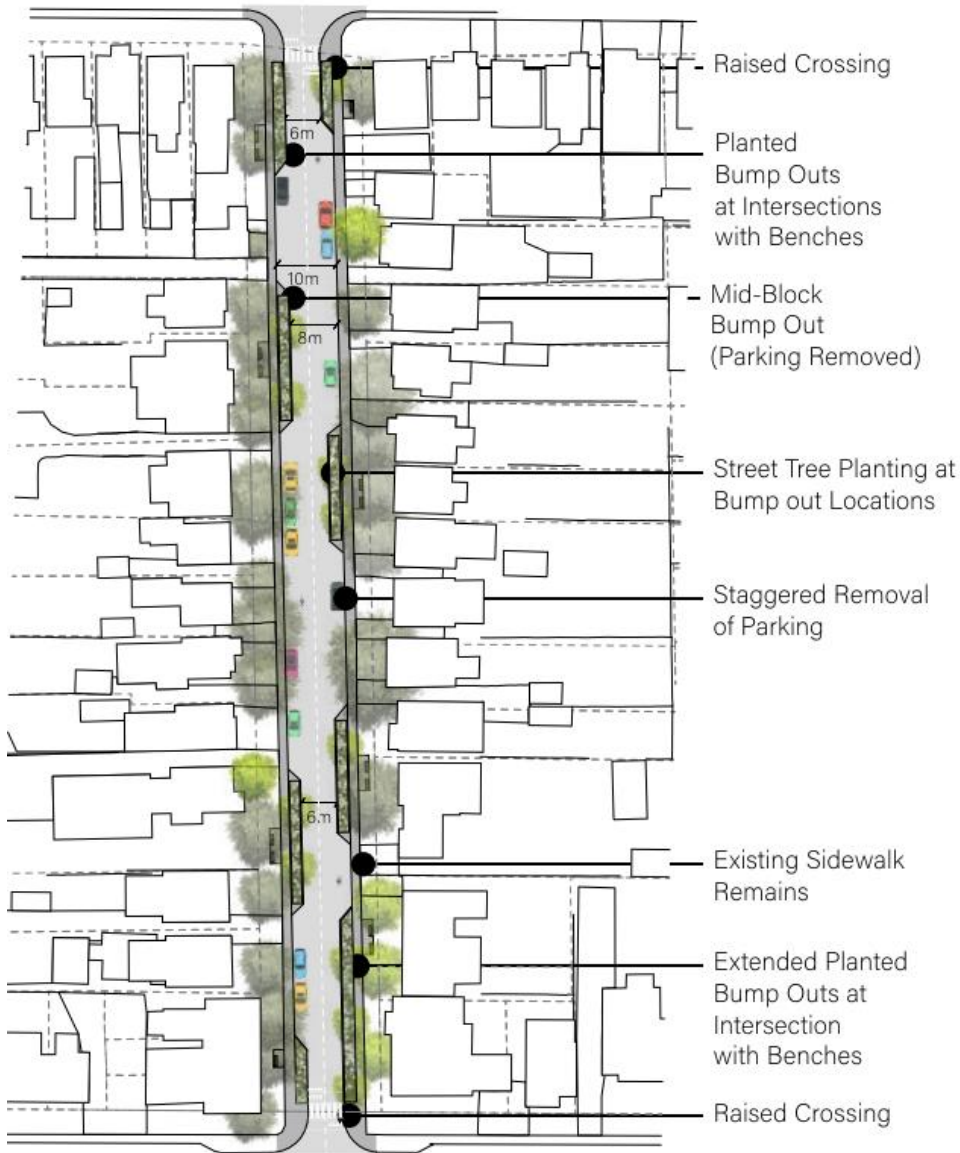 Raised Crossing
6m
Planted
Bump Outs
at Intersections
with Benches
10m
Mid-Block
Bump Out
(Parking Removed)
8m
Street Tree Planting at
Bump out Locations
Staggered Removal
of Parking
6m
Existing Sidewalk
Remains
Extended Planted
Bump Outs at
Intersection
with Benches
Raised Crossing